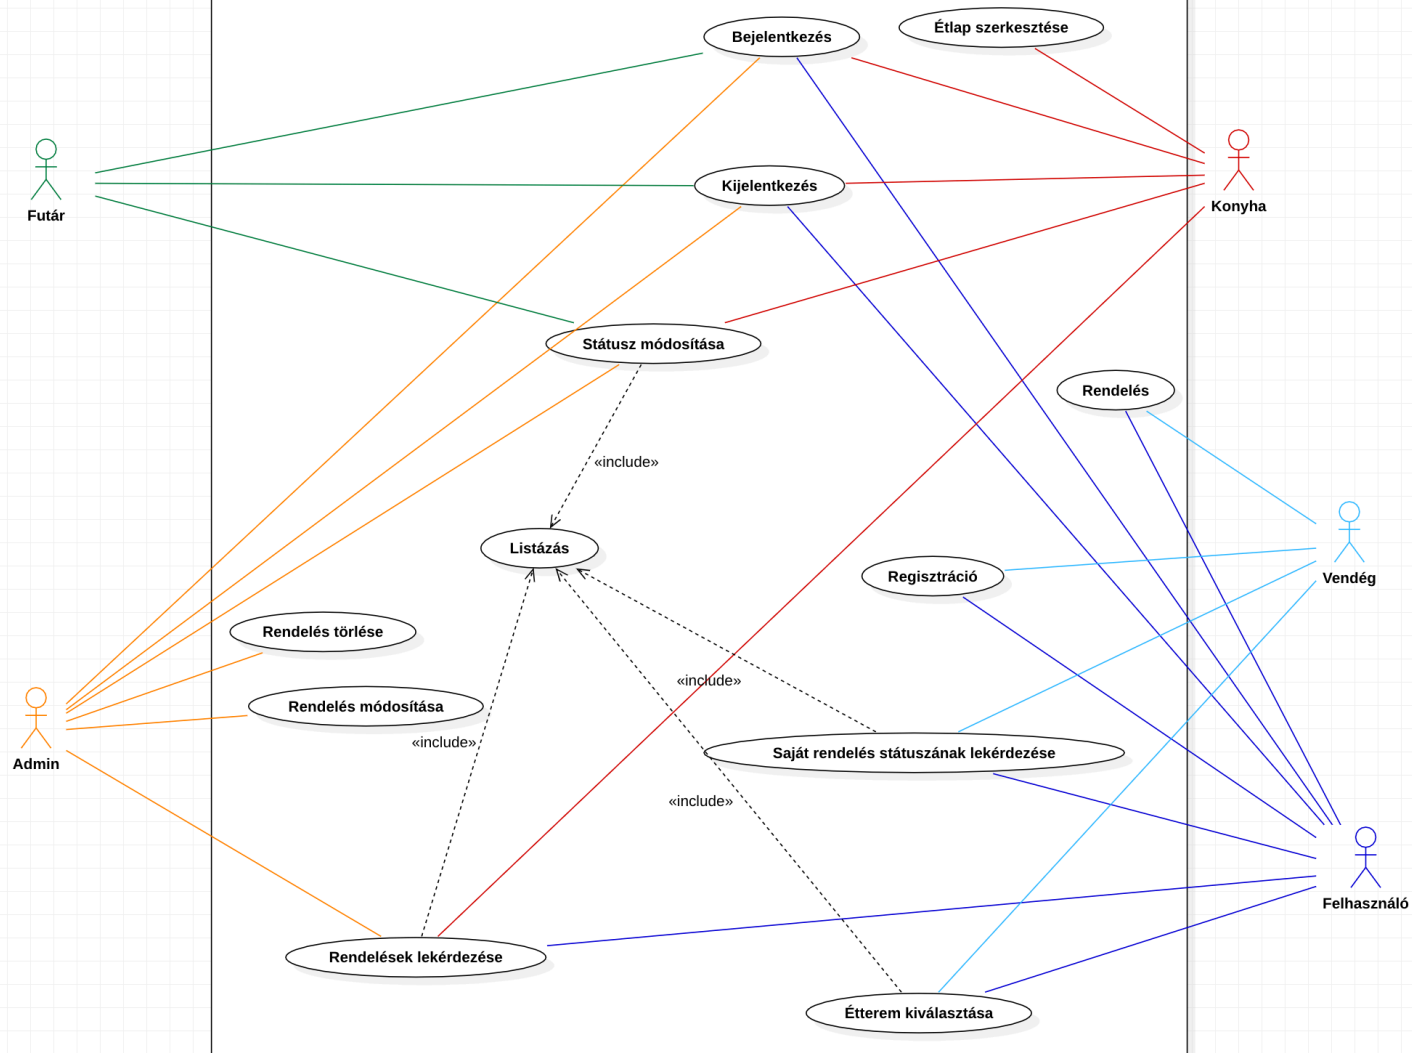 Étlap szerkesztése
Bejelentkezés
Kijelentkezés
Konyha
Futár
Státusz módosítása
Rendelés
«include»
Listázás
Regisztráció
Vendég
Rendelés törlése
«include»
Rendelés módosítása
«include»
Saját rendelés státuszának lekérdezése
Admin
«include»
Felhasználó
Rendelések lekérdezése
Étterem kiválasztása